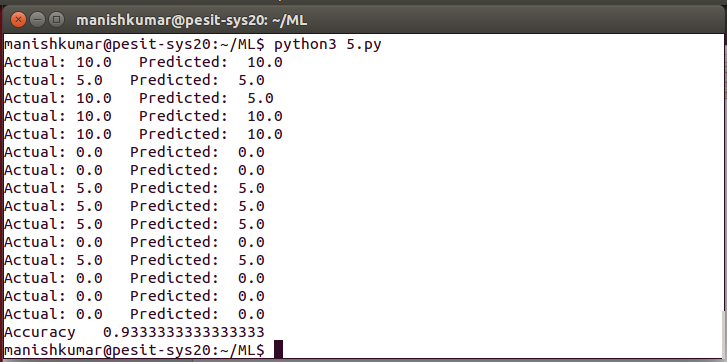 manishkumar@pesit-sys20: ~/ML
manishkumar@pesit-sys20:~/ML$ python3 5.py
Actual: 10.0   Predicted:  10.0
Actual: 5.0   Predicted:  5.0
Actual: 10.0   Predicted:  5.0
Actual: 10.0   Predicted:  10.0
Actual: 10.0   Predicted:  10.0
Actual: 0.0   Predicted:  0.0
Actual: 0.0   Predicted:  0.0
Actual: 5.0   Predicted:  5.0
Actual: 5.0   Predicted:  5.0
Actual: 5.0   Predicted:  5.0
Actual: 0.0   Predicted:  0.0
Actual: 5.0   Predicted:  5.0
Actual: 0.0   Predicted:  0.0
Actual: 0.0   Predicted:  0.0
Actual: 0.0   Predicted:  0.0
Accuracy   0.9333333333333333
manishkumar@pesit-sys20:~/ML$